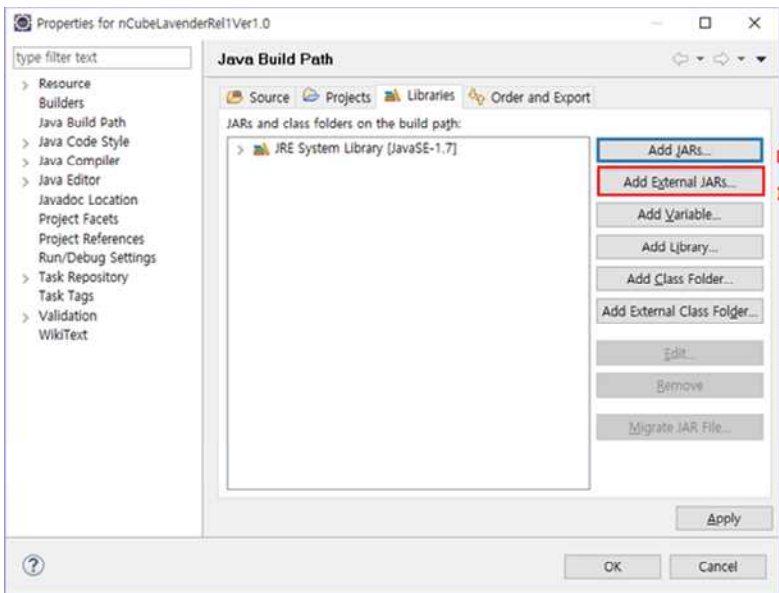 Properties for nCubeLavenderRel1Ver1.0
type filter text
Resource
Builders
Java Build Path
Java Code Style
Java Compiler
Java Editor
Javadoc Location
Project Facets
Project References
Run/Debug Settings
Task Repository
Task Tags
Validation
WikiText
Java Build Path
Source Projects Libraries Order and Export
JARs and class folders on the build path:
JRE System Library [JavaSE-1.7]
Add JARs...
Add External JARs...
Add Variable...
Add Library...
Add Class Folder...
Add External Class Folder...
Edit...
Remove
Migrate JAR File...
Apply
OK Cancel